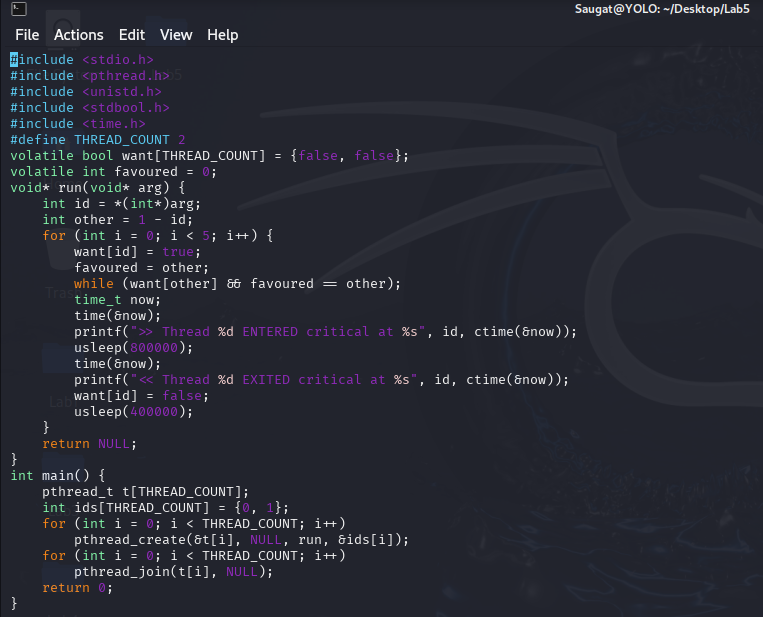 Saugat@YOLO: ~/Desktop/Lab5
File Actions Edit View Help
#include <stdio.h>
#include <pthread.h>
#include <unistd.h>
#include <stdbool.h>
#include <time.h>
#define THREAD_COUNT 2
volatile bool want[THREAD_COUNT] = {false, false};
volatile int favoured = 0;
void* run(void* arg) {
    int id = *(int*)arg;
    int other = 1 - id;
    for (int i = 0; i < 5; i++) {
        want[id] = true;
        favoured = other;
        while (want[other] && favoured == other);
        time_t now;
        time(&now);
        printf(">> Thread %d ENTERED critical at %s", id, ctime(&now));
        usleep(800000);
        time(&now);
        printf("<< Thread %d EXITED critical at %s", id, ctime(&now));
        want[id] = false;
        usleep(400000);
    }
    return NULL;
}
int main() {
    pthread_t t[THREAD_COUNT];
    int ids[THREAD_COUNT] = {0, 1};
    for (int i = 0; i < THREAD_COUNT; i++)
        pthread_create(&t[i], NULL, run, &ids[i]);
    for (int i = 0; i < THREAD_COUNT; i++)
        pthread_join(t[i], NULL);
    return 0;
}